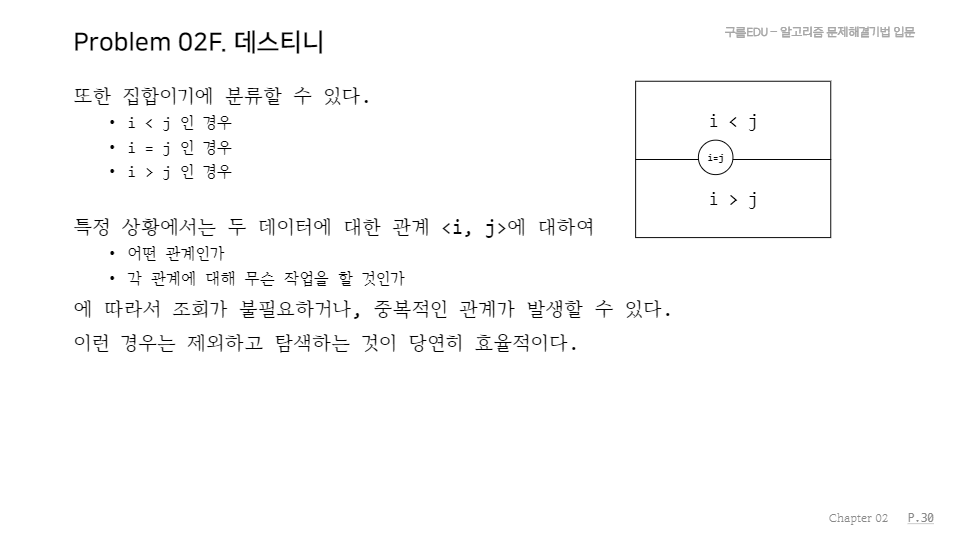 Problem 02F. 데스티니
구름EDU – 알고리즘 문제해결기법 입문
또한 집합이기에 분류할 수 있다.
• i < j 인 경우
• i = j 인 경우
• i > j 인 경우
i < j
i=j
i > j
특정 상황에서는 두 데이터에 대한 관계 <i, j>에 대하여
• 어떤 관계인가
• 각 관계에 대해 무슨 작업을 할 것인가
에 따라서 조회가 불필요하거나, 중복적인 관계가 발생할 수 있다.
이런 경우는 제외하고 탐색하는 것이 당연히 효율적이다.
Chapter 02 P.30